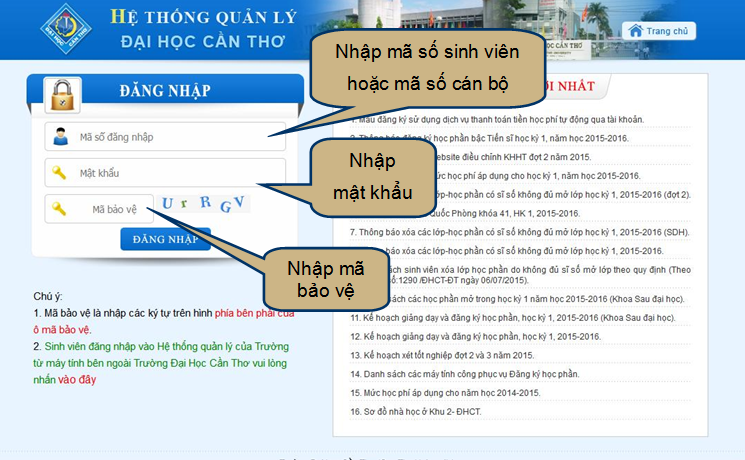 HỆ THỐNG QUẢN LÝ
ĐẠI HỌC CẦN THƠ
ĐẠI HỌC
CẦN THƠ
HỌC CẦN THƠ
Trang chủ
ĐĂNG NHẬP
Mã số đăng nhập
Mật khẩu
Mã bảo vệ
U r R G V
ĐĂNG NHẬP
Nhập mã số sinh viên
hoặc mã số cán bộ
Nhập
mật khẩu
Nhập mã
bảo vệ
Chú ý:
1. Mã bảo vệ là nhập các ký tự trên hình phía bên phải của
ô mã bảo vệ.
2. Sinh viên đăng nhập vào Hệ thống quản lý của Trường
từ máy tính bên ngoài Trường Đại Học Cần Thơ vui lòng
nhấn vào đây
NHẤT
1. Mẫu đăng ký sử dụng dịch vụ thanh toán tiền học phí tự động qua tài khoản.
2. Thông báo đăng ký học phần bậc Tiến sĩ học kỳ 1, năm học 2015-2016.
website điều chỉnh KHHT đợt 2 năm 2015.
mức học phí áp dụng cho học kỳ 1, năm học 2015-2016.
lớp-học phần có sĩ số không đủ mở lớp học kỳ 1, 2015-2016 (đợt 2).
Quốc Phòng khóa 41, HK 1, 2015-2016.
7. Thông báo xóa các lớp-học phần có sĩ số không đủ mở lớp học kỳ 1, 2015-2016 (SDH).
báo xóa các lớp-học phần có sĩ số không đủ mở lớp học kỳ 1, 2015-2016.
sách sinh viên xóa lớp học phần do không đủ sĩ số mở lớp theo quy định (Theo
số:1290 /ĐHCT-ĐT ngày 06/07/2015).
sách các học phần mở trong học kỳ 1 năm học 2015-2016 (Khoa Sau đại học).
11. Kế hoạch giảng dạy và đăng ký học phần, học kỳ 1, 2015-2016 (Khoa Sau đại học).
12. Kế hoạch giảng dạy và đăng ký học phần, học kỳ 1, 2015-2016.
13. Kế hoạch xét tốt nghiệp đợt 2 và 3 năm 2015.
14. Danh sách các máy tính công phục vụ Đăng ký học phần.
15. Mức học phí áp dụng cho năm học 2014-2015.
16. Sơ đồ nhà học ở Khu 2- ĐHCT.